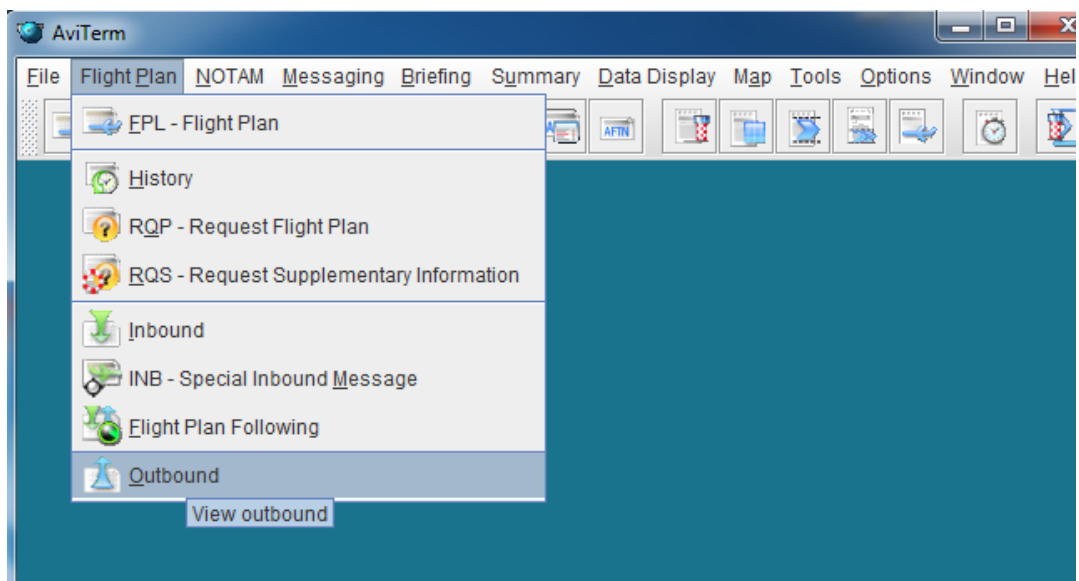 AviTerm
File Flight Plan NOTAM Messaging Briefing Summary Data Display Map Tools Options Window Hel
AFTN
FPL - Flight Plan
History
RQP - Request Flight Plan
RQS - Request Supplementary Information
Inbound
INB - Special Inbound Message
Flight Plan Following
Outbound
View outbound